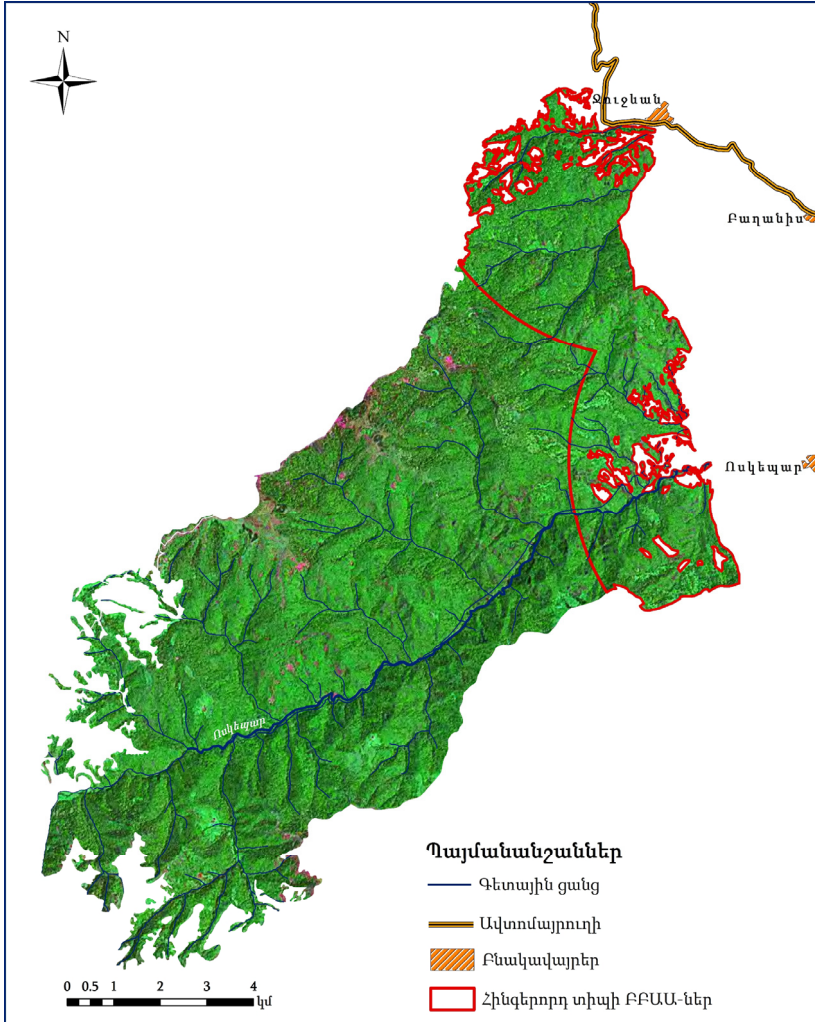 N
Ջուջևան
Բաղանիս
Ոսկեպար
Ոսկեպար
Պայմանանշաններ
Գետային ցանց
Ավտոմայրուղի
Բնակավայրեր
Հինգերորդ տիպի ԲԲԱԱ-ներ
0 0.5 1 2 3 4
կմ